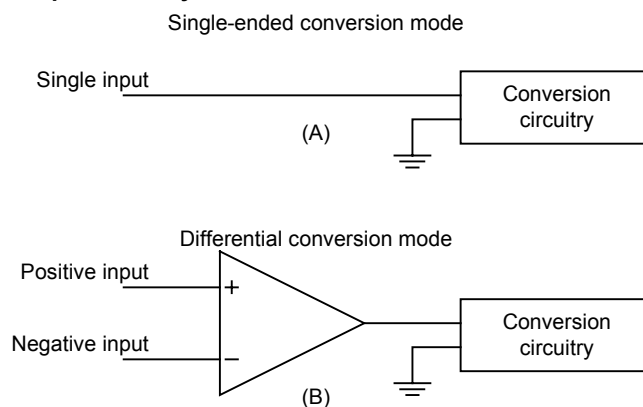 Single-ended conversion mode
Single input
Conversion
circuitry
(A)
Differential conversion mode
Positive input
+
Negative input
−
Conversion
circuitry
(B)